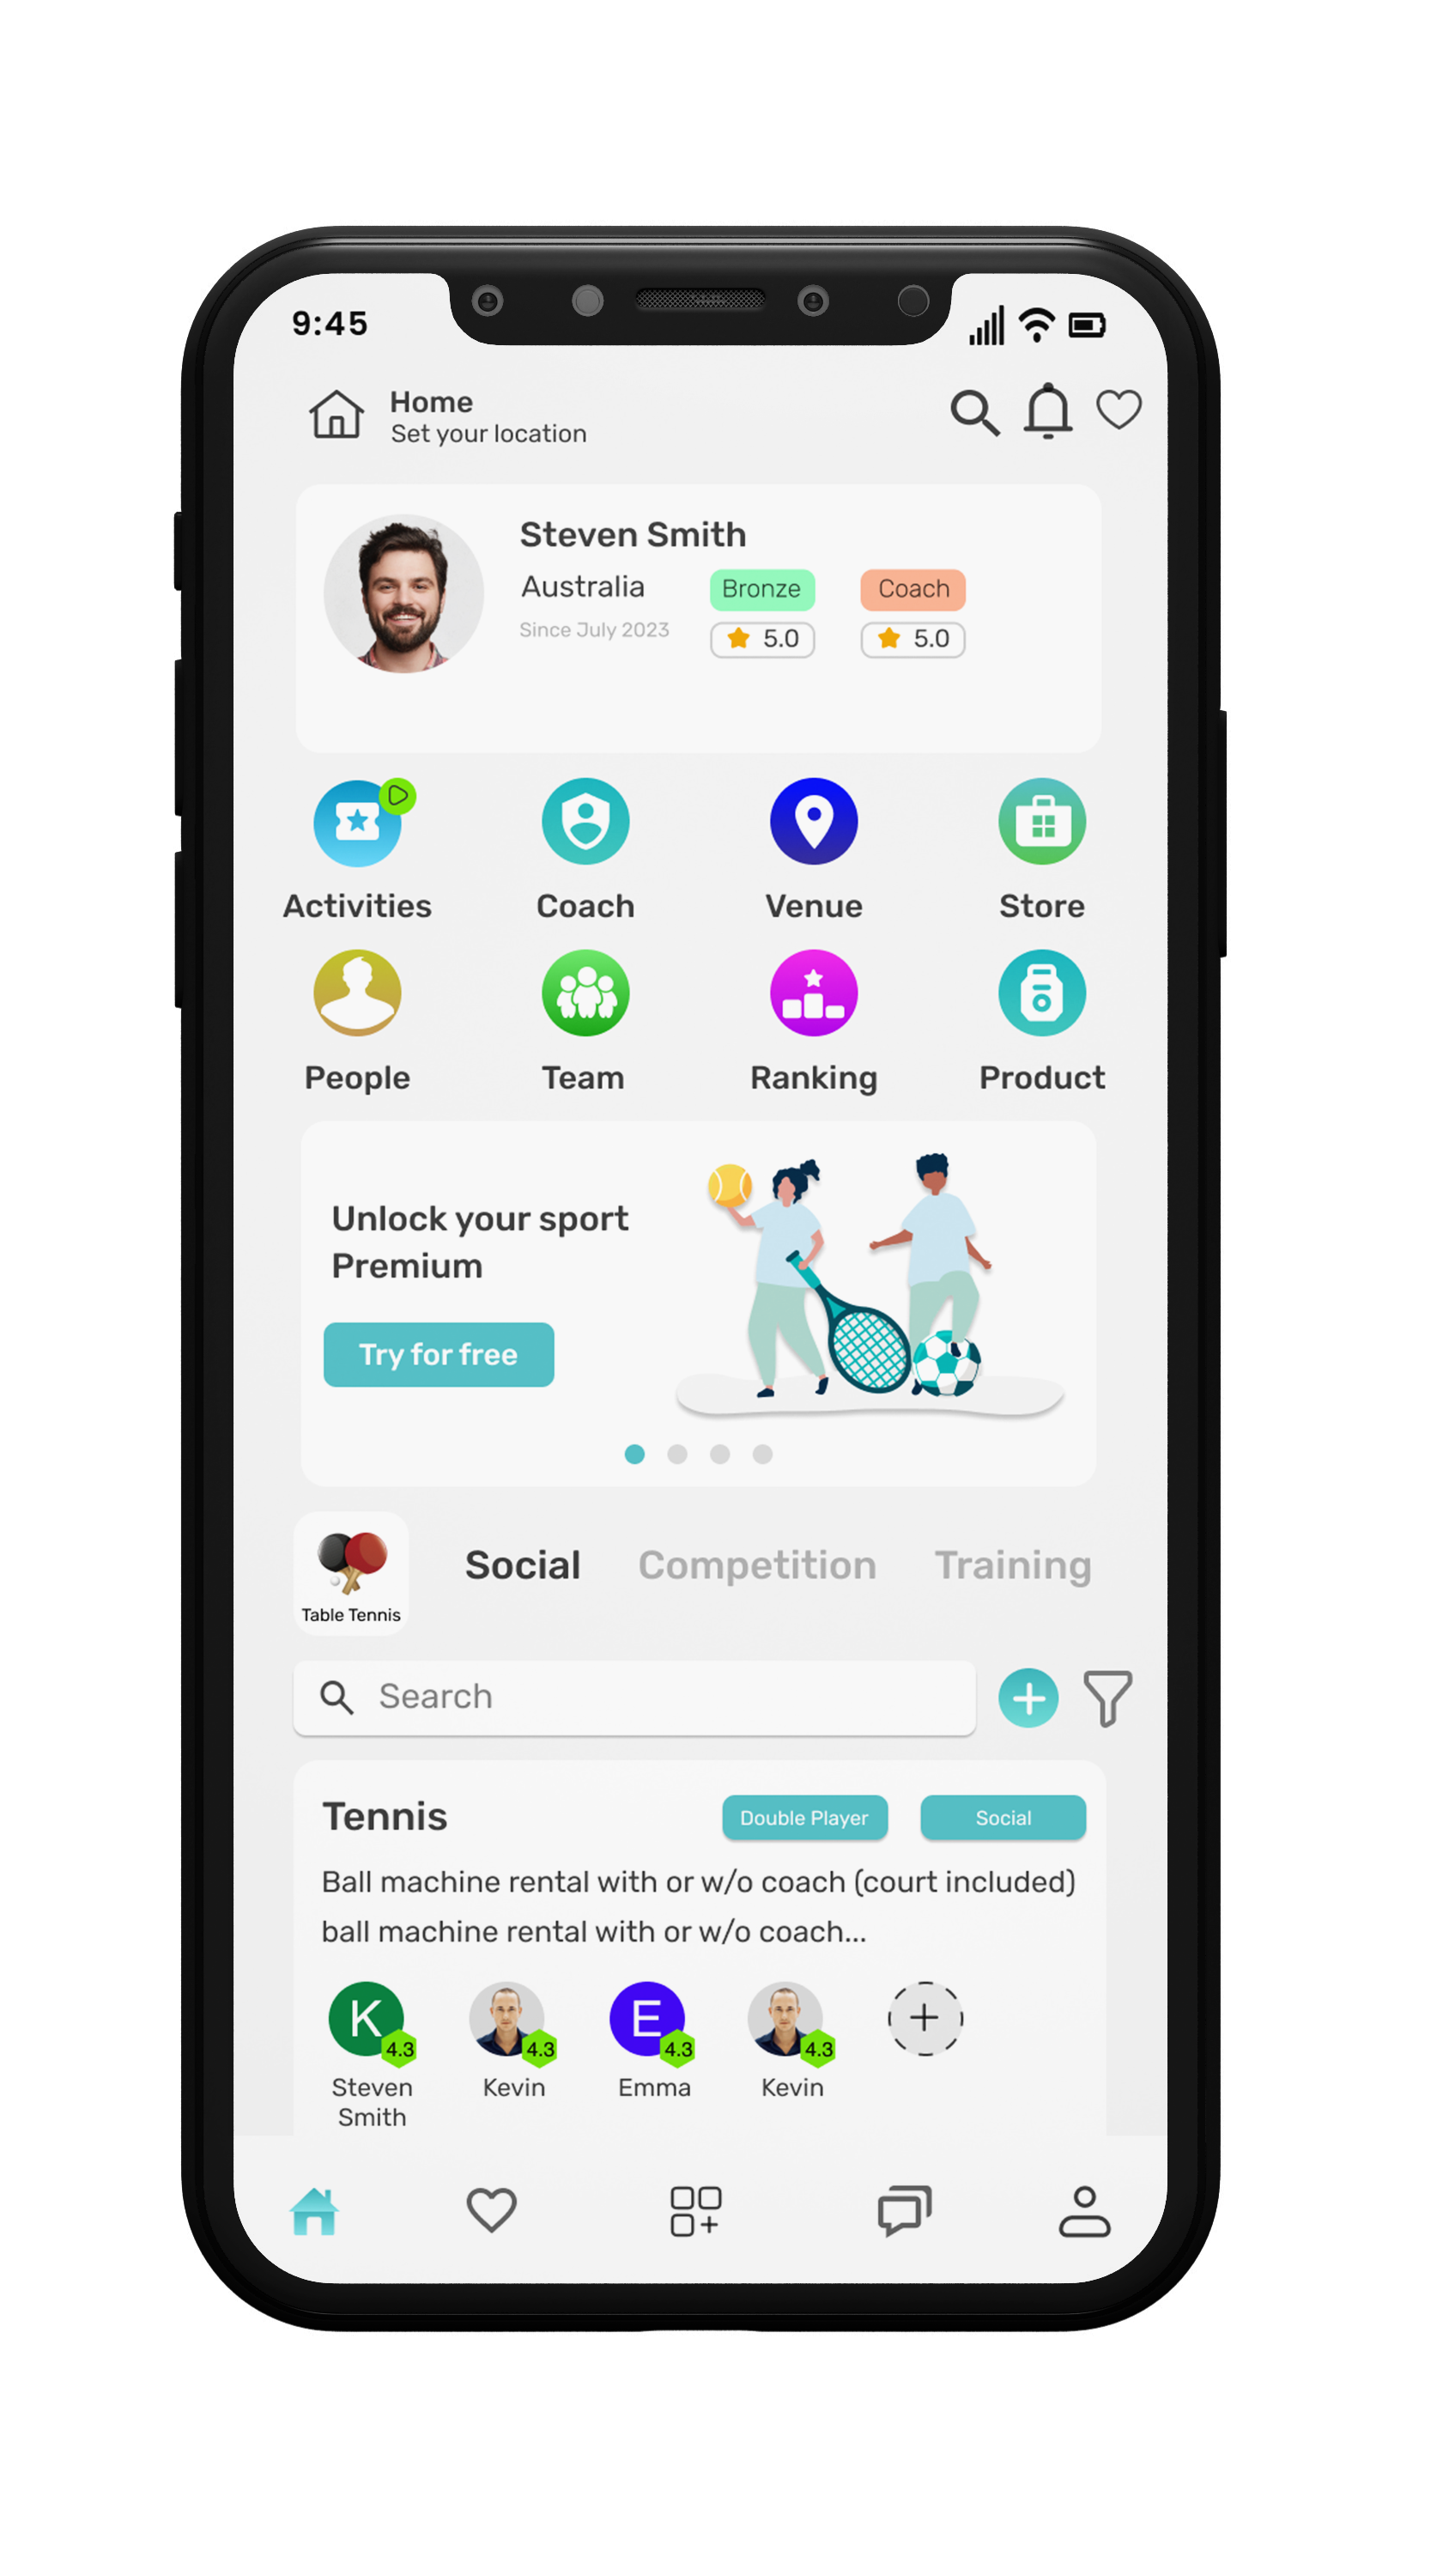 9:45
Home
Set your location
Steven Smith
Australia
Bronze
Coach
Since July 2023
5.0
5.0
Activities
Coach
Venue
Store
People
Team
Ranking
Product
Unlock your sport
Premium
Try for free
Table Tennis
Social
Competition
Training
Search
Tennis
Double Player
Social
Ball machine rental with or w/o coach (court included)
ball machine rental with or w/o coach...
K
4.3
4.3
E
4.3
4.3
Steven
Smith
Kevin
Emma
Kevin